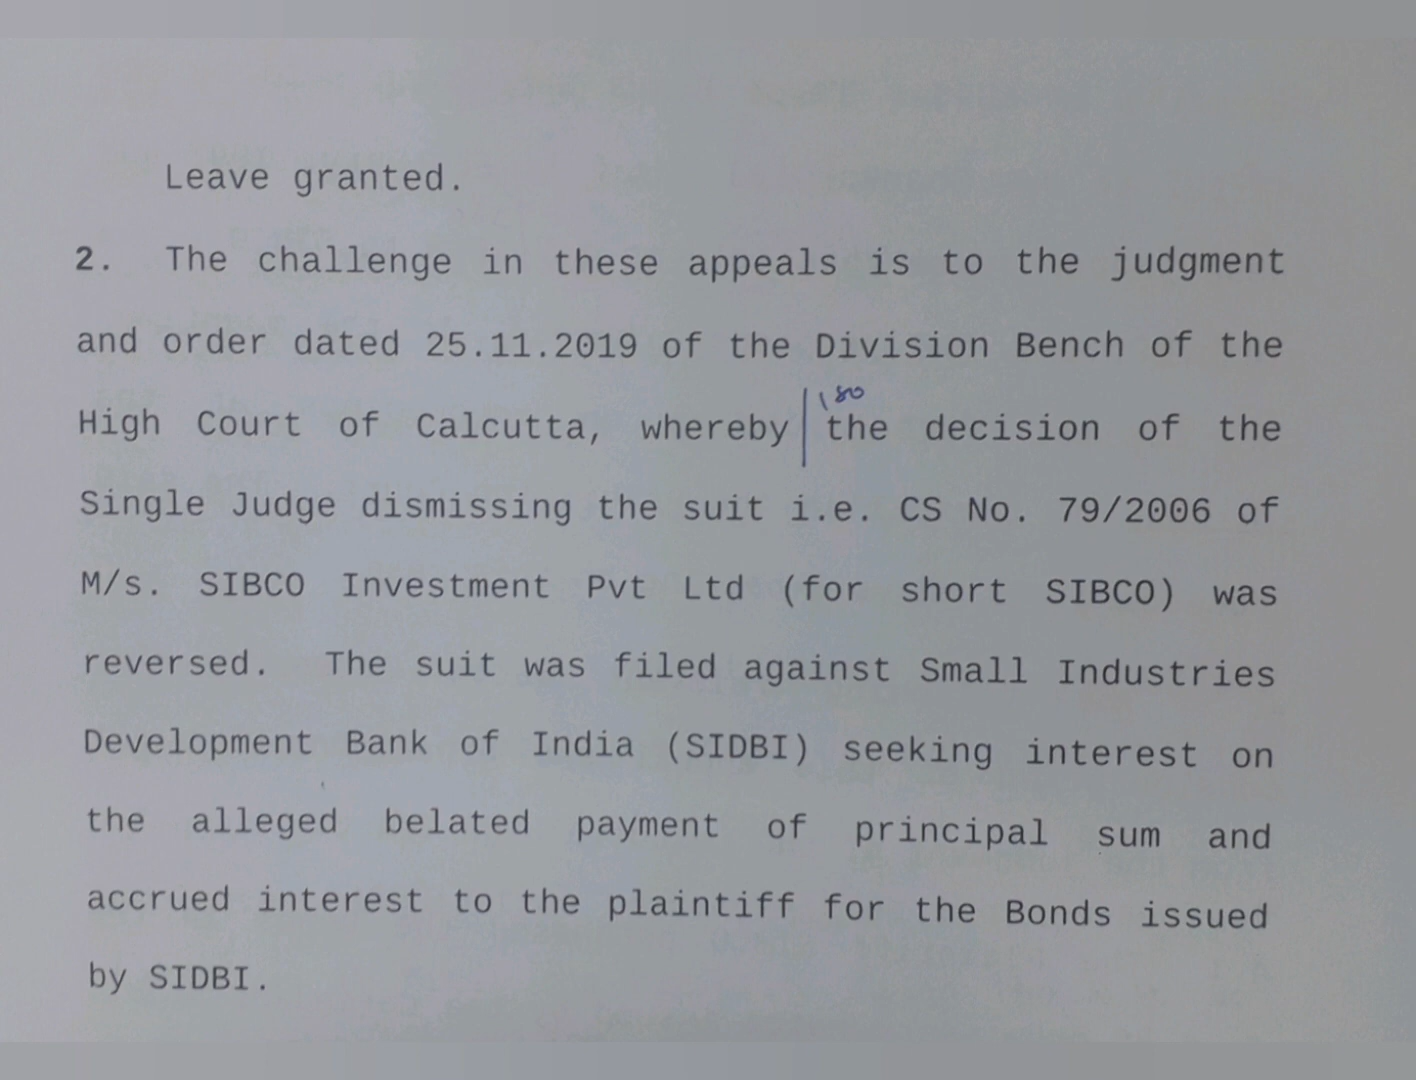 Leave granted.
2. The challenge in these appeals is to the judgment
and order dated 25.11.2019 of the Division Bench of the
180
High Court of Calcutta, whereby the decision of the
Single Judge dismissing the suit i.e. CS No. 79/2006 of
M/s. SIBCO Investment Pvt Ltd (for short SIBCO) was
reversed. The suit was filed against Small Industries
Development Bank of India (SIDBI) seeking interest on
the alleged belated payment of principal sum and
accrued interest to the plaintiff for the Bonds issued
by SIDBI.